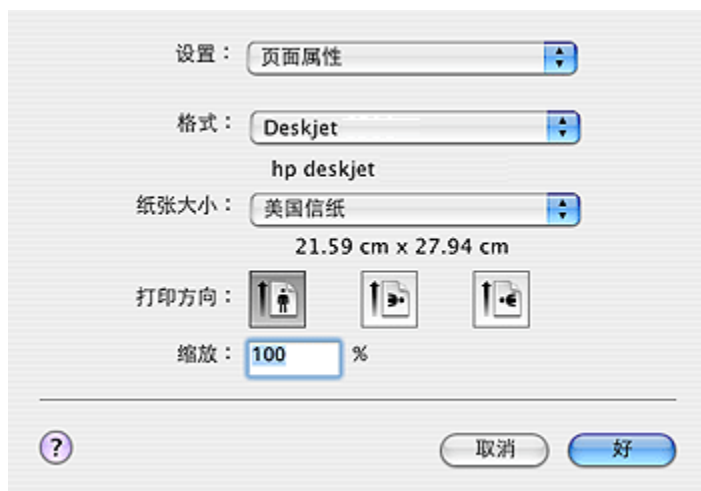 设置： 页面属性
格式： Deskjet
hp deskjet
纸张大小： 美国信纸
21.59 cm x 27.94 cm
打印方向：
缩放： 100 %
? 取消 好